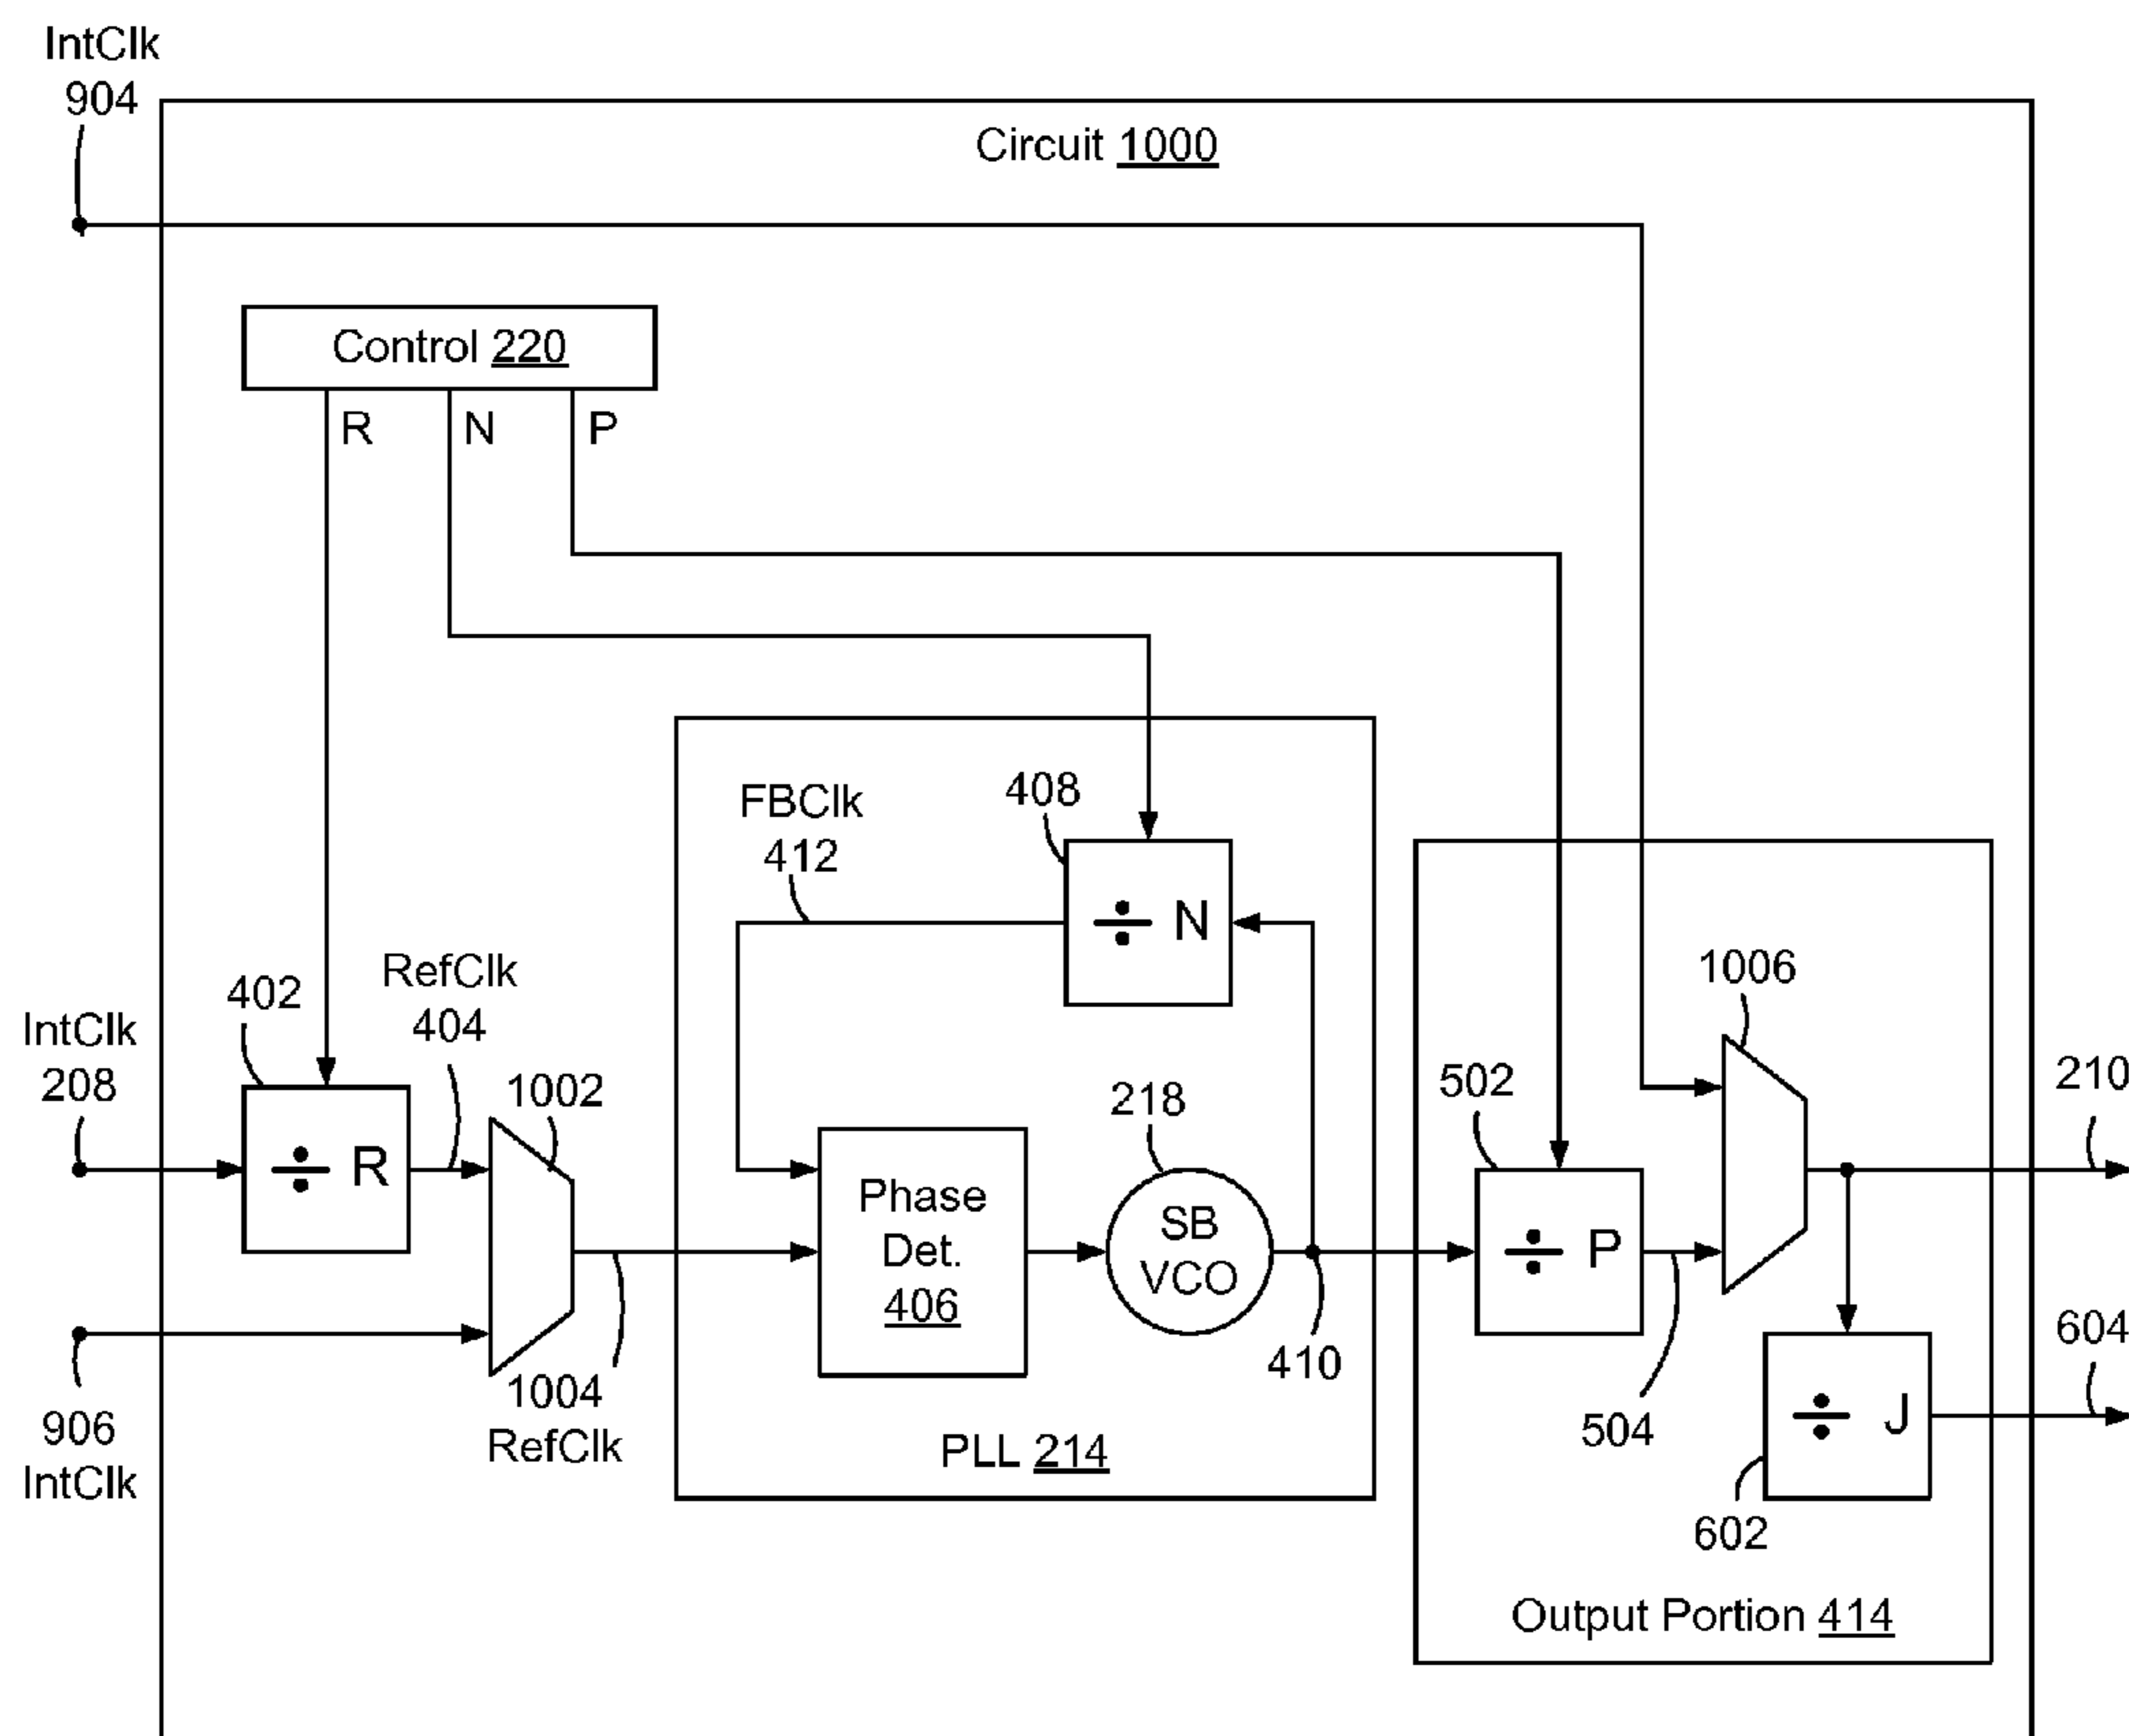 IntClk
904
Circuit 1000
Control 220
R
N
P
FBClk
412
408
÷ N
RefClk
404
402
IntClk
208
÷ R
1002
1004
RefClk
906
IntClk
Phase
Det.
406
218
SB
VCO
410
PLL 214
502
÷ P
504
1006
210
604
÷ J
602
Output Portion 414